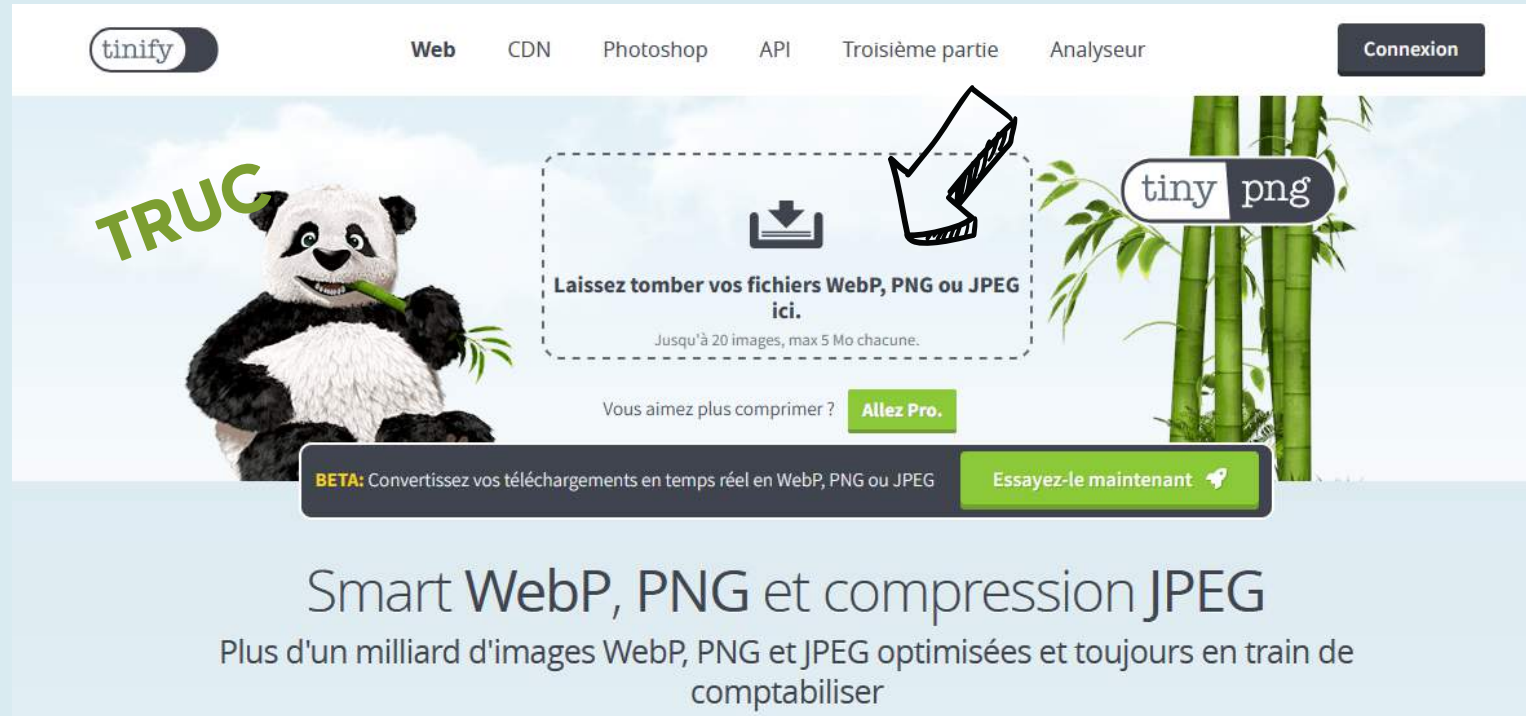 tinify
Web CDN Photoshop API Troisième partie Analyseur Connexion
TRUC
tiny png
Laissez tomber vos fichiers WebP, PNG ou JPEG
ici.
Jusqu'à 20 images, max 5 Mo chacune.
Vous aimez plus comprimer ? Allez Pro.
BETA: Convertissez vos téléchargements en temps réel en WebP, PNG ou JPEG Essayez-le maintenant
Smart WebP, PNG et compression JPEG
Plus d'un milliard d'images WebP, PNG et JPEG optimisées et toujours en train de
comptabiliser